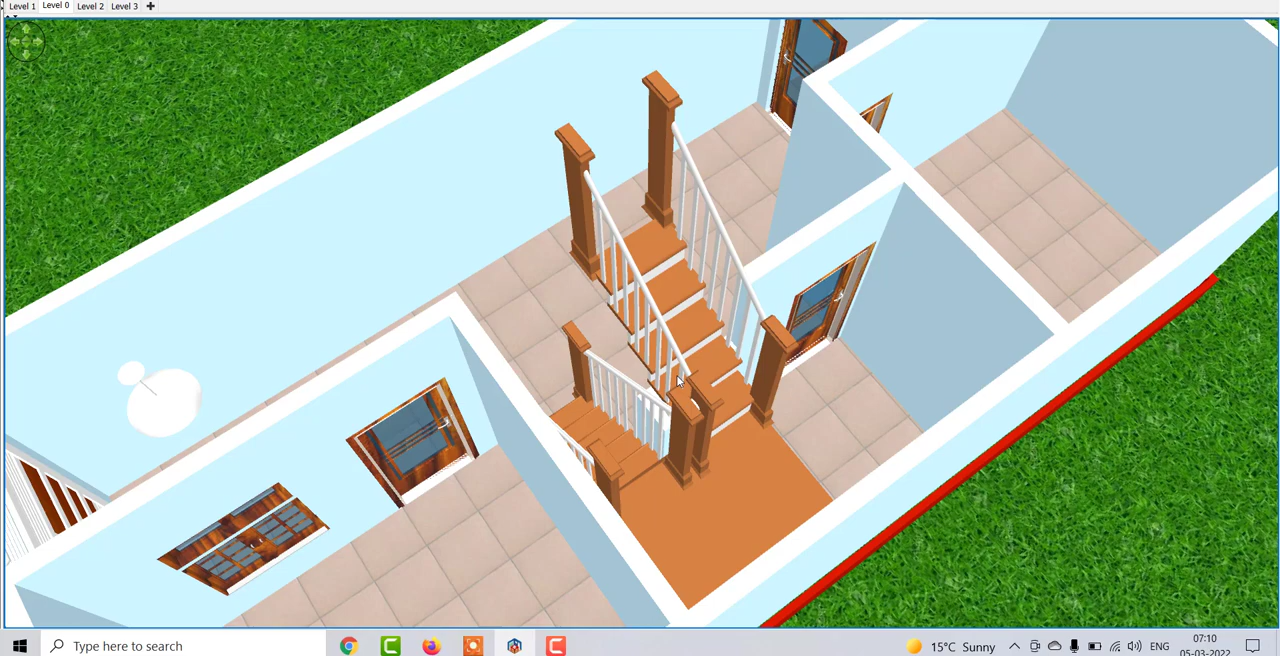 Level 1 Level 0 Level 2 Level 3
Type here to search
15°C Sunny
ENG
07:10
05-03-2022